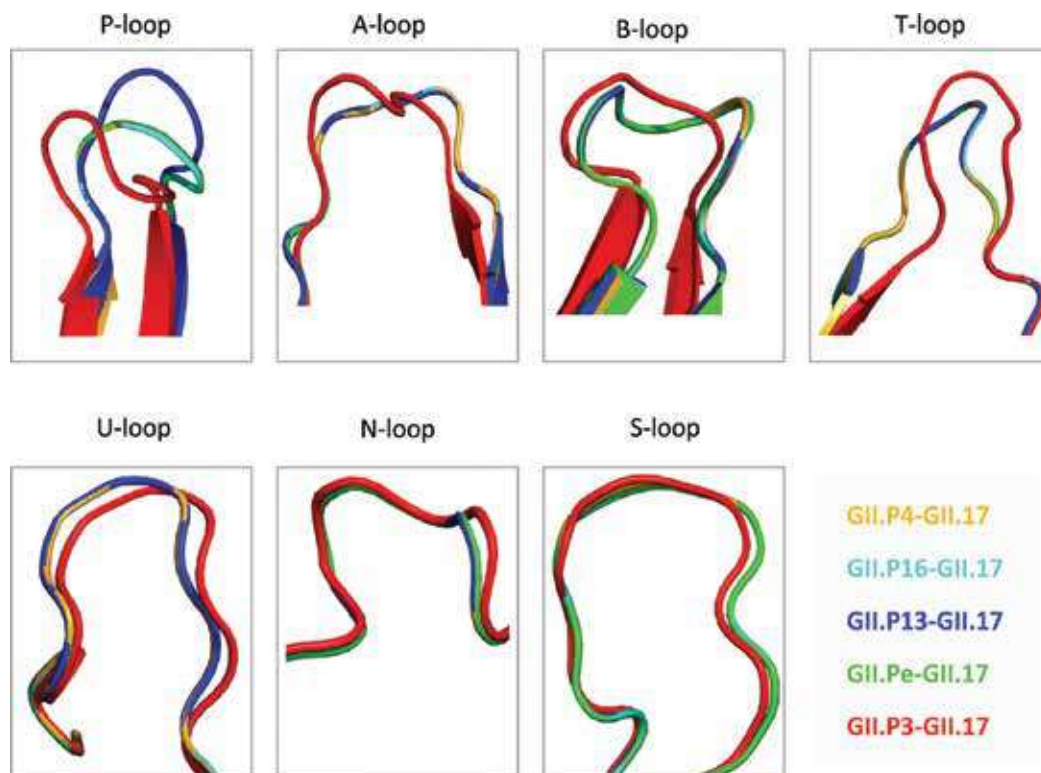 P-loop
A-loop
B-loop
T-loop
U-loop
N-loop
S-loop
GII.P4-GII.17
GII.P16-GII.17
GII.P13-GII.17
GII.Pe-GII.17
GII.P3-GII.17